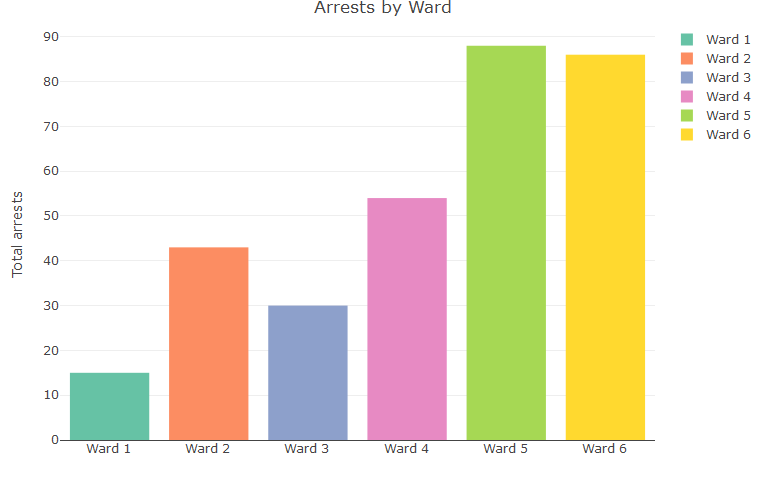 Arrests by Ward
Total arrests
90
80
70
60
50
40
30
20
10
0
Ward 1 Ward 2 Ward 3 Ward 4 Ward 5 Ward 6
Ward 1
Ward 2
Ward 3
Ward 4
Ward 5
Ward 6